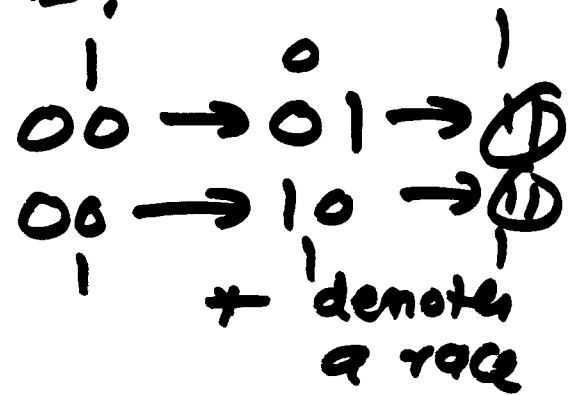 1 0 1
00 → 01 → 11
00 → 10 → 11
1 1 1
* denotes
a race